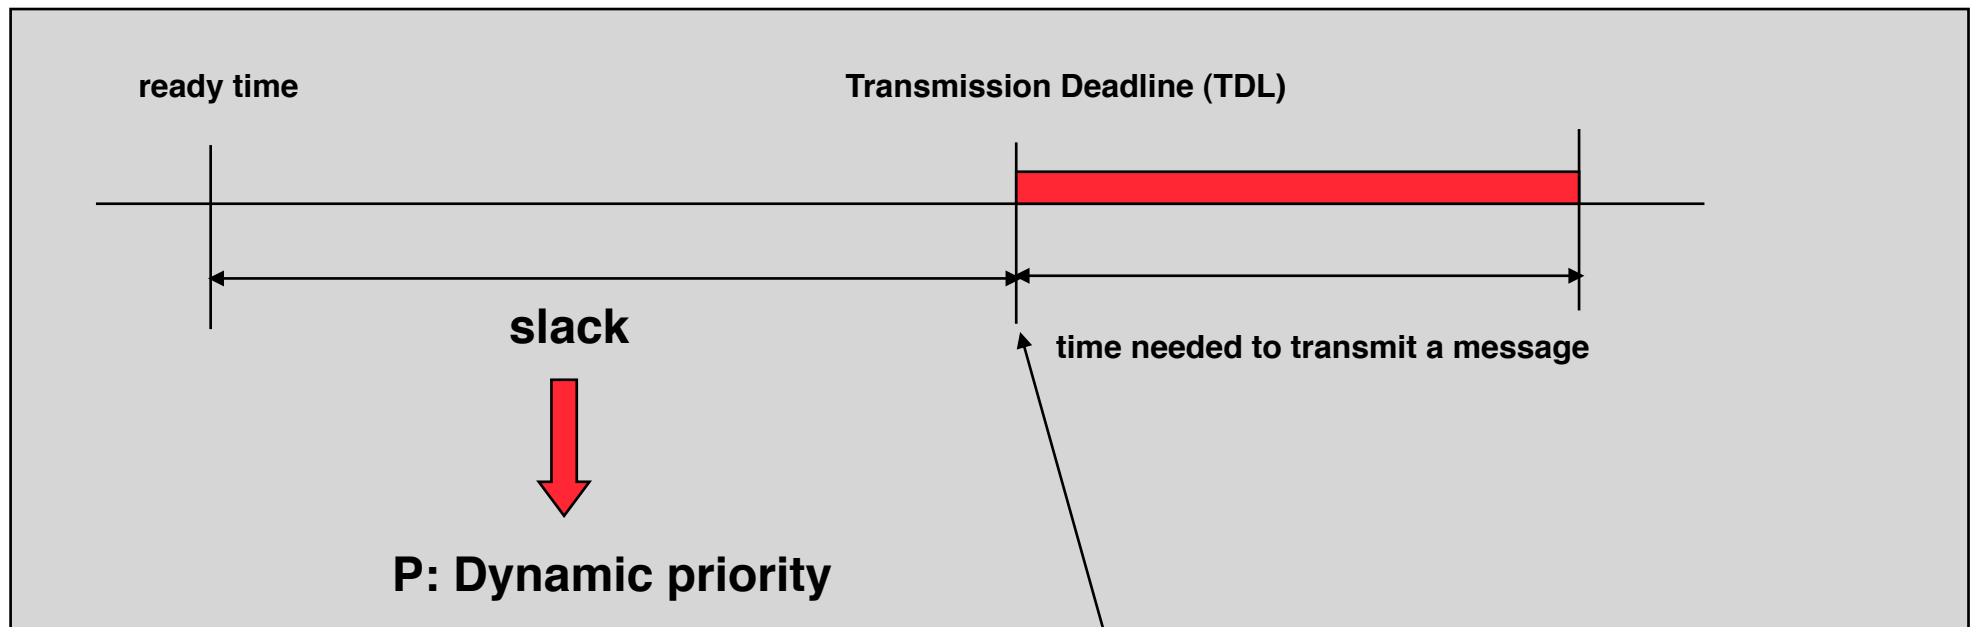 ready time
Transmission Deadline (TDL)
slack
time needed to transmit a message
P: Dynamic priority